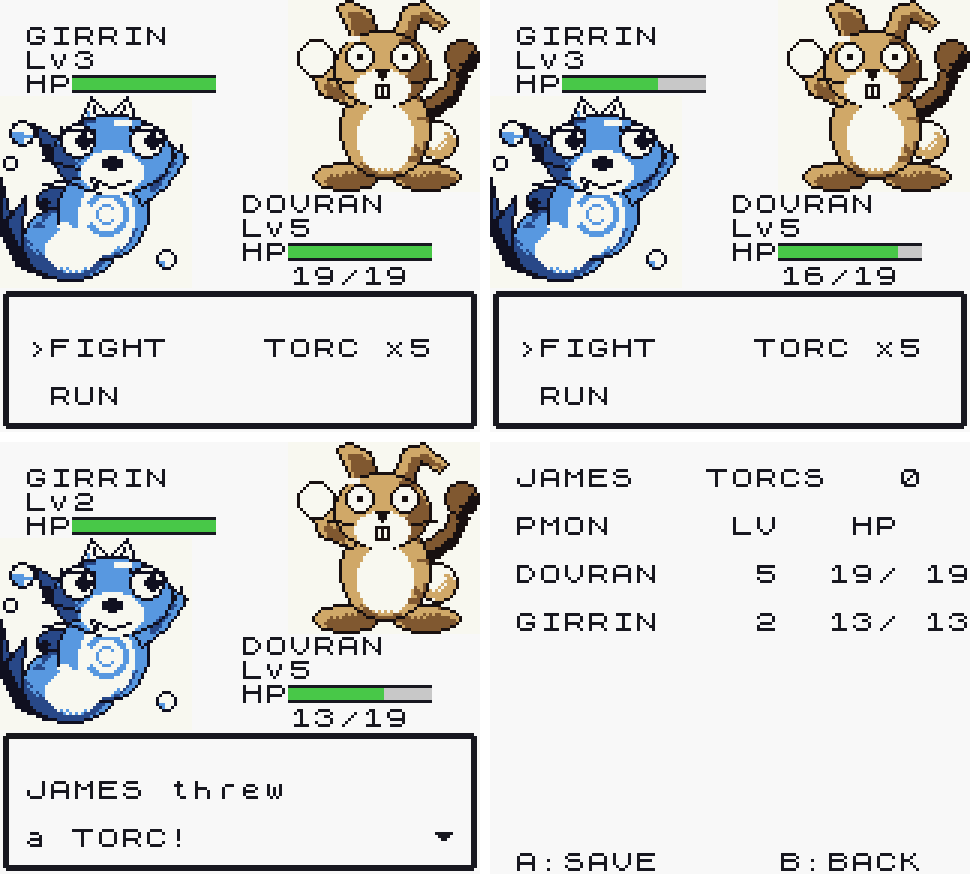 GIRRIN
Lv3
HP
DOVRAN
Lv5
HP
19/19
>FIGHT TORC x5
RUN
GIRRIN
Lv3
HP
DOVRAN
Lv5
HP
16/19
>FIGHT TORC x5
RUN
GIRRIN
Lv2
HP
DOVRAN
Lv5
HP
13/19
JAMES threw
a TORC!
JAMES TORCS 0
PMON LV HP
DOVRAN 5 19/ 19
GIRRIN 2 13/ 13
A:SAVE B:BACK